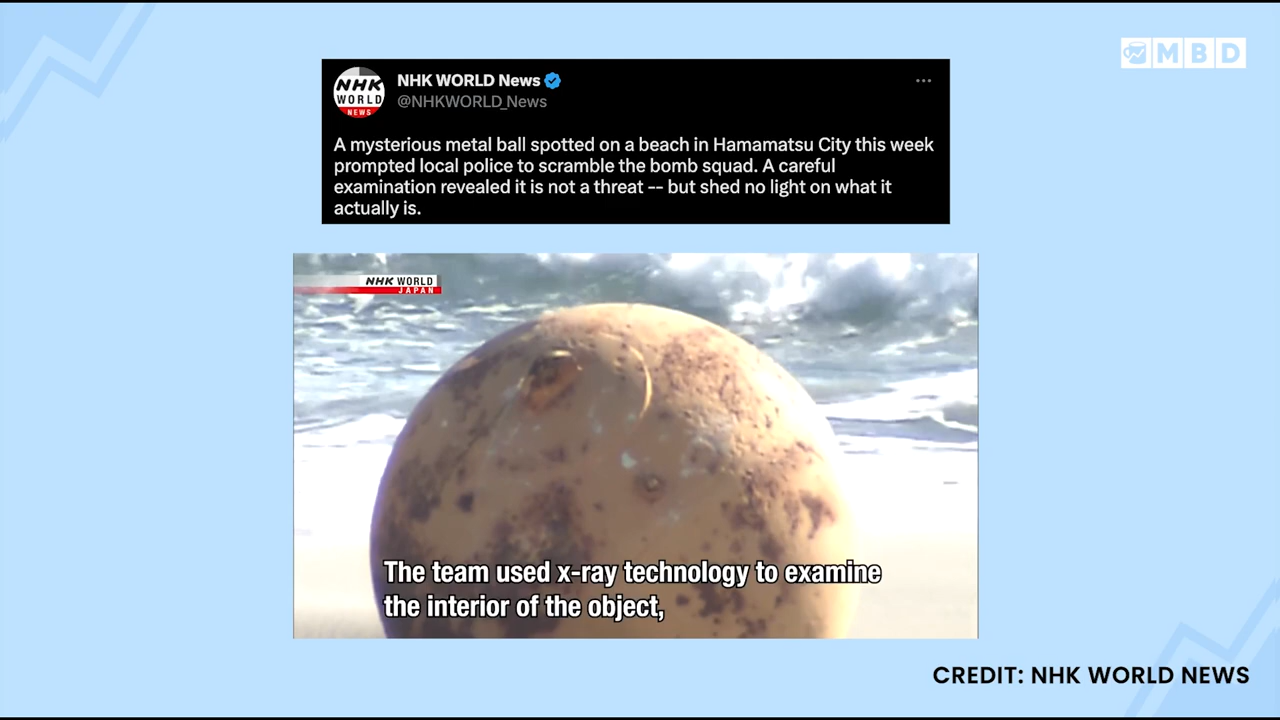 MBD
NHK WORLD News
NHK
WORLD
NEWS
@NHKWORLD_News
A mysterious metal ball spotted on a beach in Hamamatsu City this week
prompted local police to scramble the bomb squad. A careful
examination revealed it is not a threat -- but shed no light on what it
actually is.
NHK WORLD
JAPAN
The team used x-ray technology to examine
the interior of the object,
CREDIT: NHK WORLD NEWS